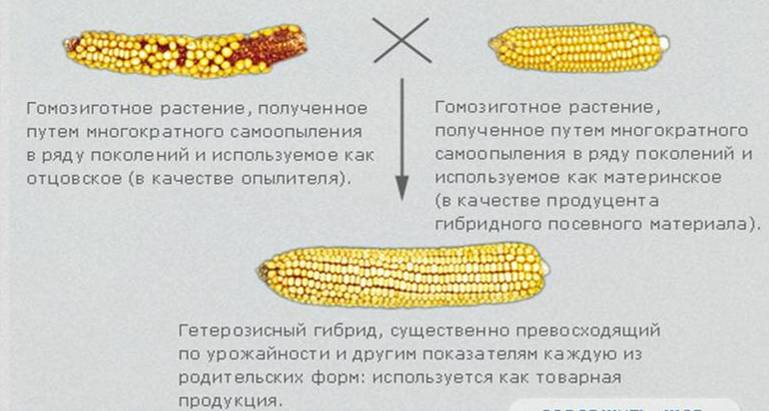 Гомозиготное растение, полученное
путем многократного самоопыления
в ряду поколений и используемое как
отцовское (в качестве опылителя).
Гомозиготное растение,
полученное путем многократного
самоопыления в ряду поколений и
используемое как материнское
(в качестве продуцента
гибридного посевного материала).
Гетерозисный гибрид, существенно превосходящий
по урожайности и другим показателям каждую из
родительских форм: используется как товарная
продукция.